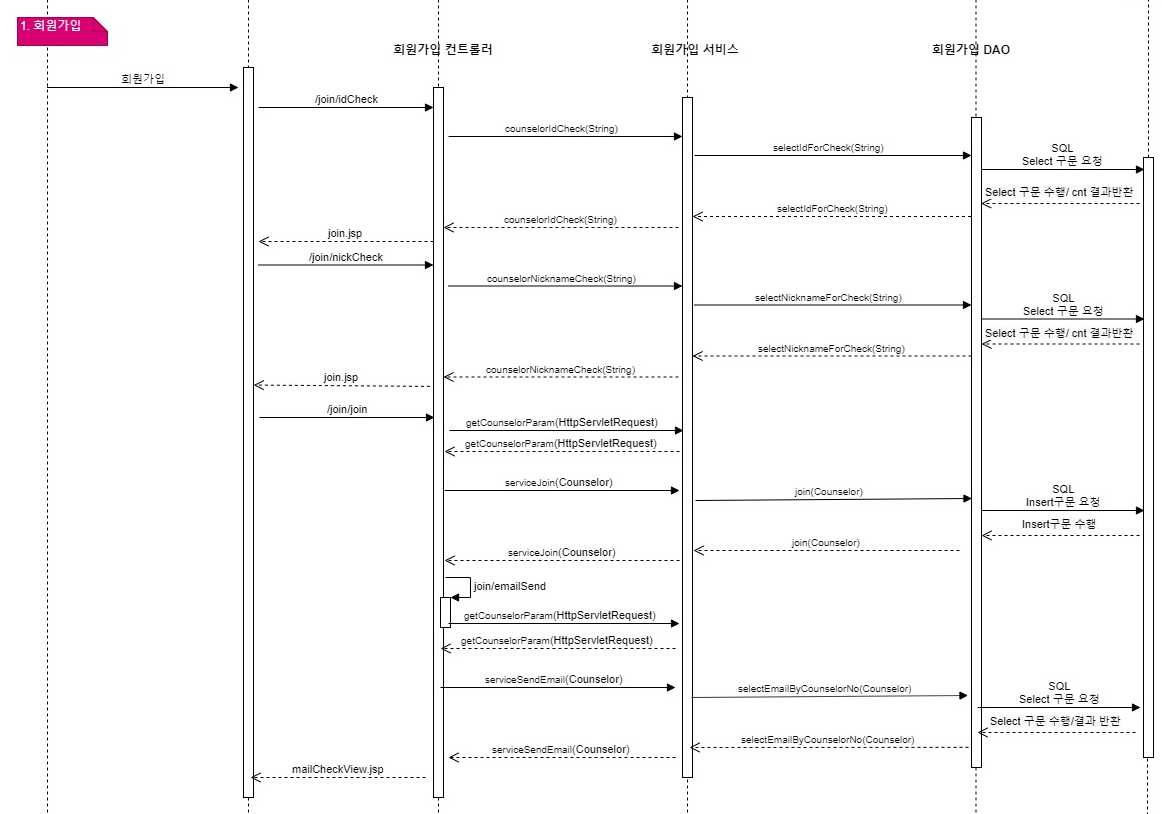 1. 회원가입
회원가입 컨트롤러
회원가입 서비스
회원가입 DAO
회원가입
/join/idCheck
counselorIdCheck(String)
selectIdForCheck(String)
SQL
Select 구문 요청
Select 구문 수행/ cnt 결과반환
selectIdForCheck(String)
counselorIdCheck(String)
join.jsp
/join/nickCheck
counselorNicknameCheck(String)
selectNicknameForCheck(String)
SQL
Select 구문 요청
Select 구문 수행/ cnt 결과반환
selectNicknameForCheck(String)
counselorNicknameCheck(String)
join.jsp
/join/join
getCounselorParam(HttpServletRequest)
getCounselorParam(HttpServletRequest)
serviceJoin(Counselor)
join(Counselor)
SQL
Insert구문 요청
Insert구문 수행
join(Counselor)
serviceJoin(Counselor)
join/emailSend
getCounselorParam(HttpServletRequest)
getCounselorParam(HttpServletRequest)
serviceSendEmail(Counselor)
selectEmailByCounselorNo(Counselor)
SQL
Select 구문 요청
Select 구문 수행/결과 반환
selectEmailByCounselorNo(Counselor)
serviceSendEmail(Counselor)
mailCheckView.jsp